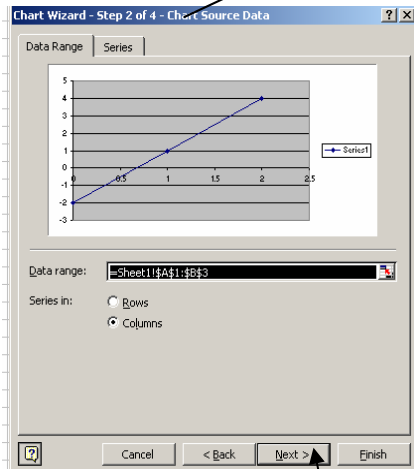 Chart Wizard - Step 2 of 4 - Chart Source Data
Data Range
Series
5
4
3
2
1
0
-1
-2
-3
0
0.5
1
1.5
2
2.5
Series1
Data range:
=Sheet1!$A$1:$B$3
Series in:
Rows
Columns
Cancel
< Back
Next >
Finish